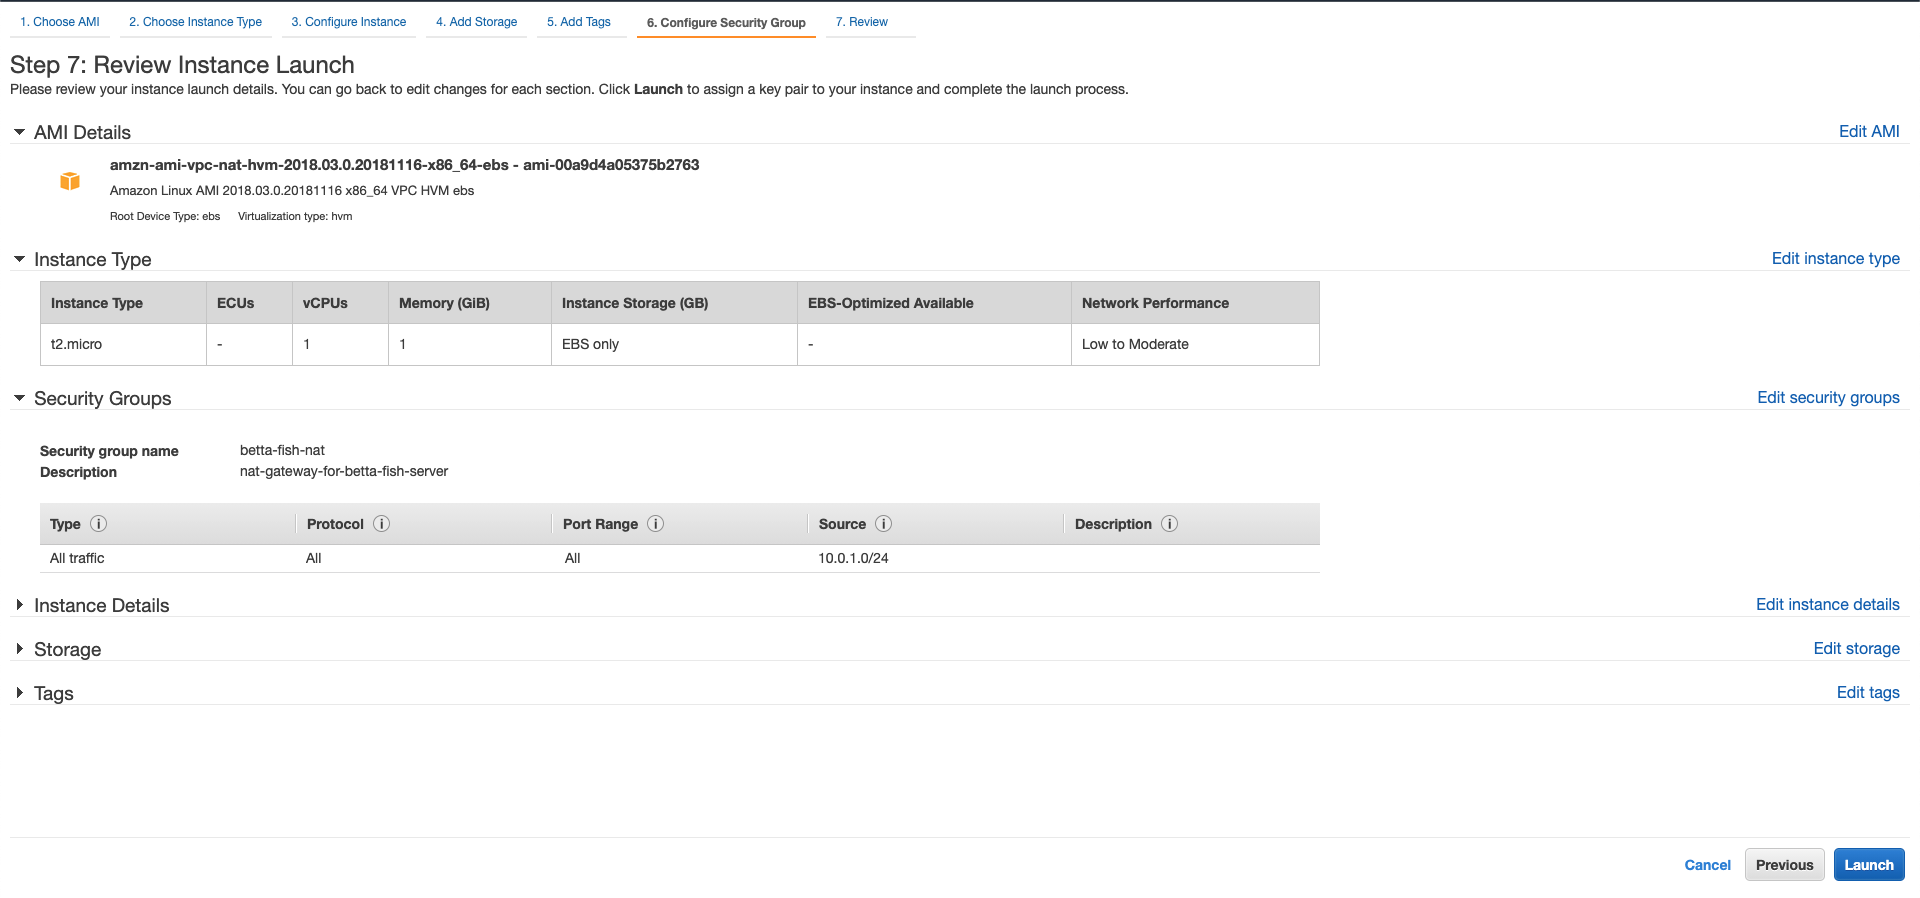 1. Choose AMI 2. Choose Instance Type 3. Configure Instance 4. Add Storage 5. Add Tags 6. Configure Security Group 7. Review
Step 7: Review Instance Launch
Please review your instance launch details. You can go back to edit changes for each section. Click Launch to assign a key pair to your instance and complete the launch process.
AMI Details Edit AMI
amzn-ami-vpc-nat-hvm-2018.03.0.20181116-x86_64-ebs - ami-00a9d4a05375b2763
Amazon Linux AMI 2018.03.0.20181116 x86_64 VPC HVM ebs
Root Device Type: ebs Virtualization type: hvm
Instance Type Edit instance type
Instance Type ECUs vCPUs Memory (GiB) Instance Storage (GB) EBS-Optimized Available Network Performance
t2.micro - 1 1 EBS only - Low to Moderate
Security Groups Edit security groups
Security group name betta-fish-nat
Description nat-gateway-for-betta-fish-server
Type i Protocol i Port Range i Source i Description i
All traffic All All 10.0.1.0/24
Instance Details Edit instance details
Storage Edit storage
Tags Edit tags
Cancel Previous Launch